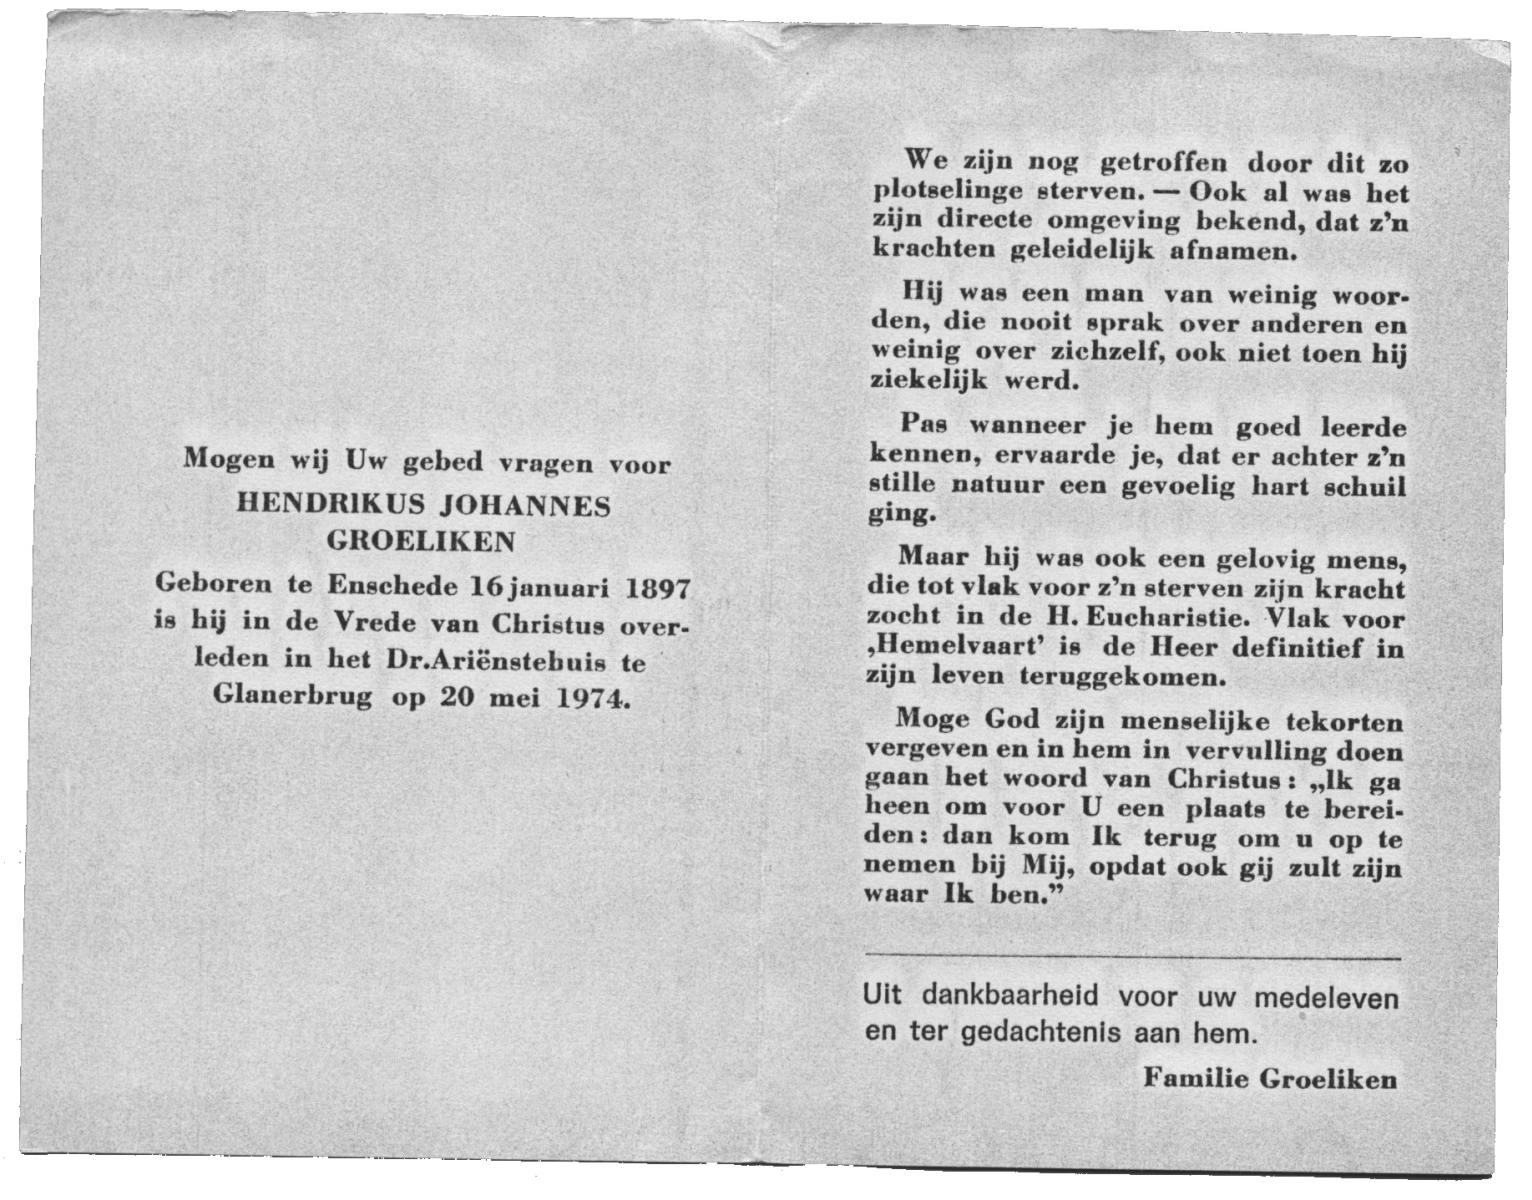 Mogen wij Uw gebed vragen voor
HENDRIKUS JOHANNES
GROELIKEN
Geboren te Enschede 16 januari 1897
is hij in de Vrede van Christus over-
leden in het Dr.Ariënstehuis te
Glanerbrug op 20 mei 1974.
We zijn nog getroffen door dit zo
plotselinge sterven. — Ook al was het
zijn directe omgeving bekend, dat z'n
krachten geleidelijk afnamen.
Hij was een man van weinig woor-
den, die nooit sprak over anderen en
weinig over zichzelf, ook niet toen hij
ziekelijk werd.
Pas wanneer je hem goed leerde
kennen, ervaarde je, dat er achter z'n
stille natuur een gevoelig hart schuil
ging.
Maar hij was ook een gelovig mens,
die tot vlak voor z'n sterven zijn kracht
zocht in de H. Eucharistie. Vlak voor
‚Hemelvaart’ is de Heer definitief in
zijn leven teruggekomen.
Moge God zijn menselijke tekorten
vergeven en in hem in vervulling doen
gaan het woord van Christus: „Ik ga
heen om voor U een plaats te berei-
den: dan kom Ik terug om u op te
nemen bij Mij, opdat ook gij zult zijn
waar Ik ben.”
Uit dankbaarheid voor uw medeleven
en ter gedachtenis aan hem.
Familie Groeliken